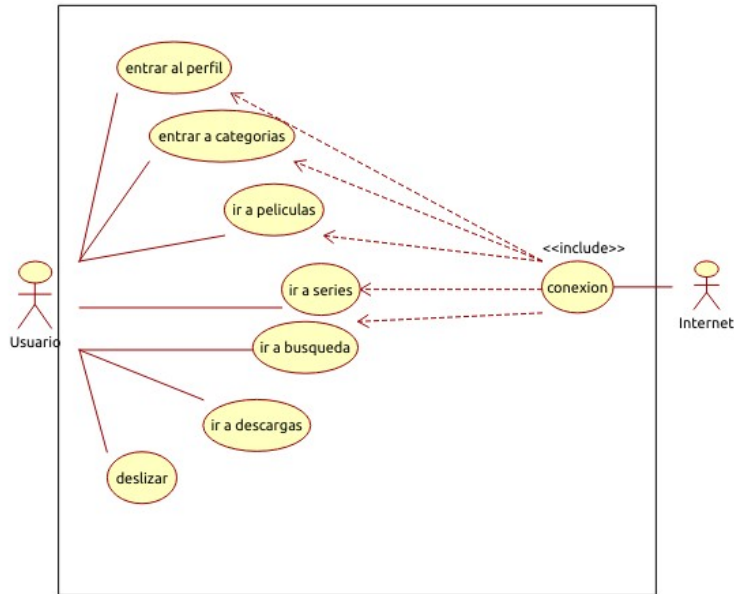 entrar al perfil
entrar a categorias
ir a peliculas
<<include>>
ir a series
conexion
Usuario
Internet
ir a busqueda
ir a descargas
deslizar